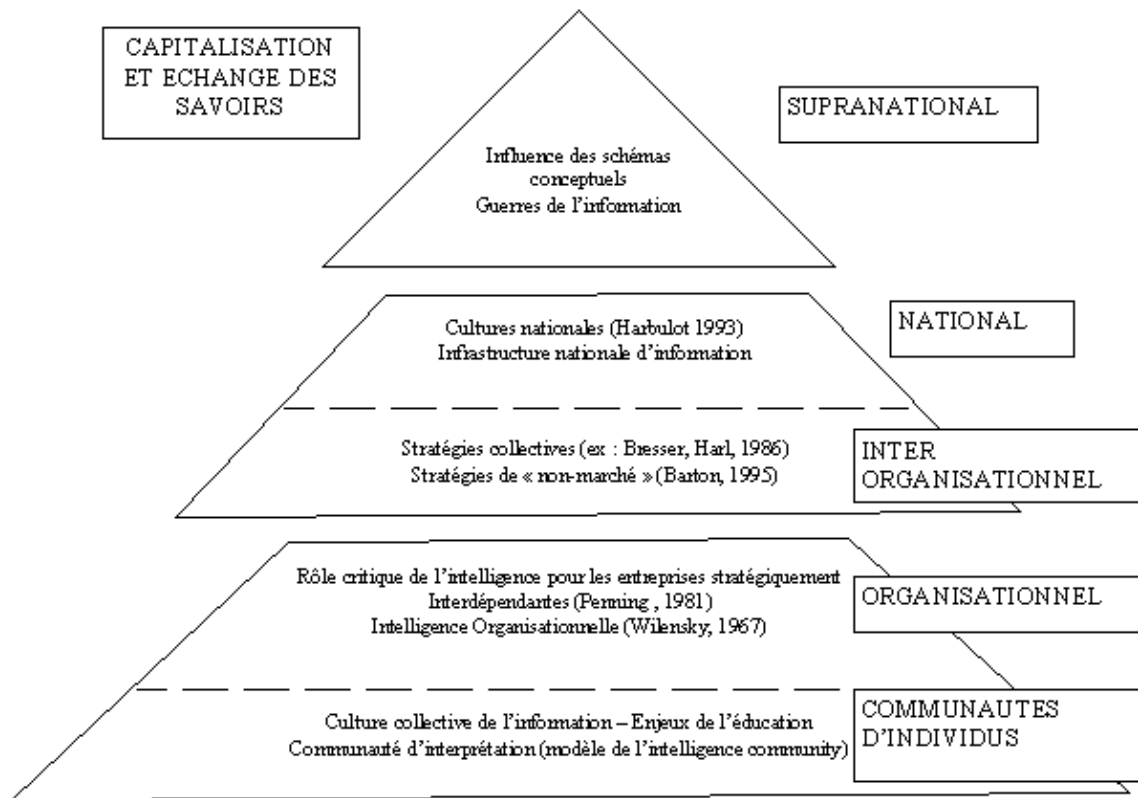 CAPITALISATION
ET ECHANGE DES
SAVOIRS
SUPRANATIONAL
Influence des schémas
conceptuels
Guerres de l'information
NATIONAL
Cultures nationales (Harbulot 1993)
Infrastructure nationale d'information
Stratégies collectives (ex : Bresser, Harl, 1986)
Stratégies de « non-marché » (Barton, 1995)
INTER
ORGANISATIONNEL
Rôle critique de l'intelligence pour les entreprises stratégiquement
Interdépendantes (Penning , 1981)
Intelligence Organisationnelle (Wilensky, 1967)
ORGANISATIONNEL
Culture collective de l'information – Enjeux de l'éducation
Communauté d'interprétation (modèle de l'intelligence community)
COMMUNAUTES
D'INDIVIDUS